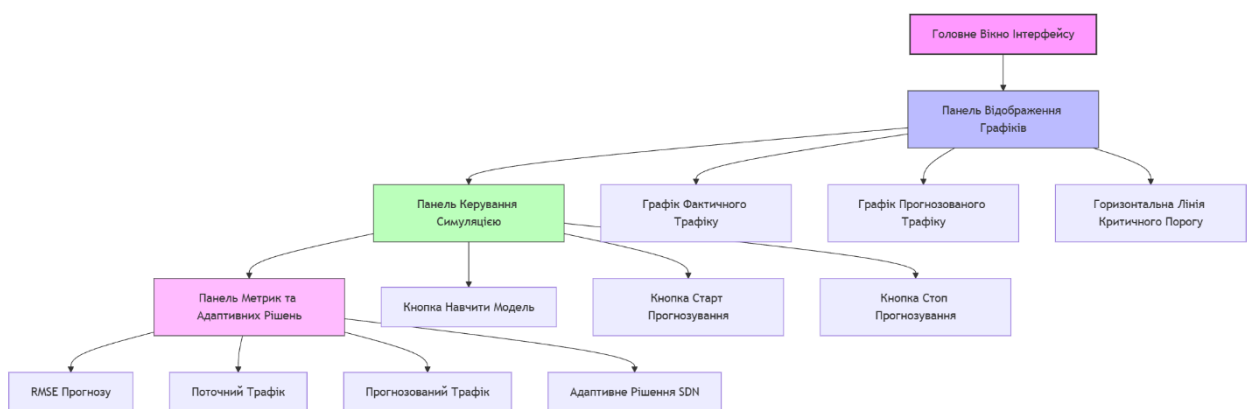 Головне Вікно Інтерфейсу
Панель Відображення
Графіків
Панель Керування
Симуляцією
Графік Фактичного
Трафіку
Графік Прогнозованого
Трафіку
Горизонтальна Лінія
Критичного Порогу
Панель Метрик та
Адаптивних Рішень
Кнопка Навчити Модель
Кнопка Старт
Прогнозування
Кнопка Стоп
Прогнозування
RMSE Прогнозу
Поточний Трафік
Прогнозований Трафік
Адаптивне Рішення SDN